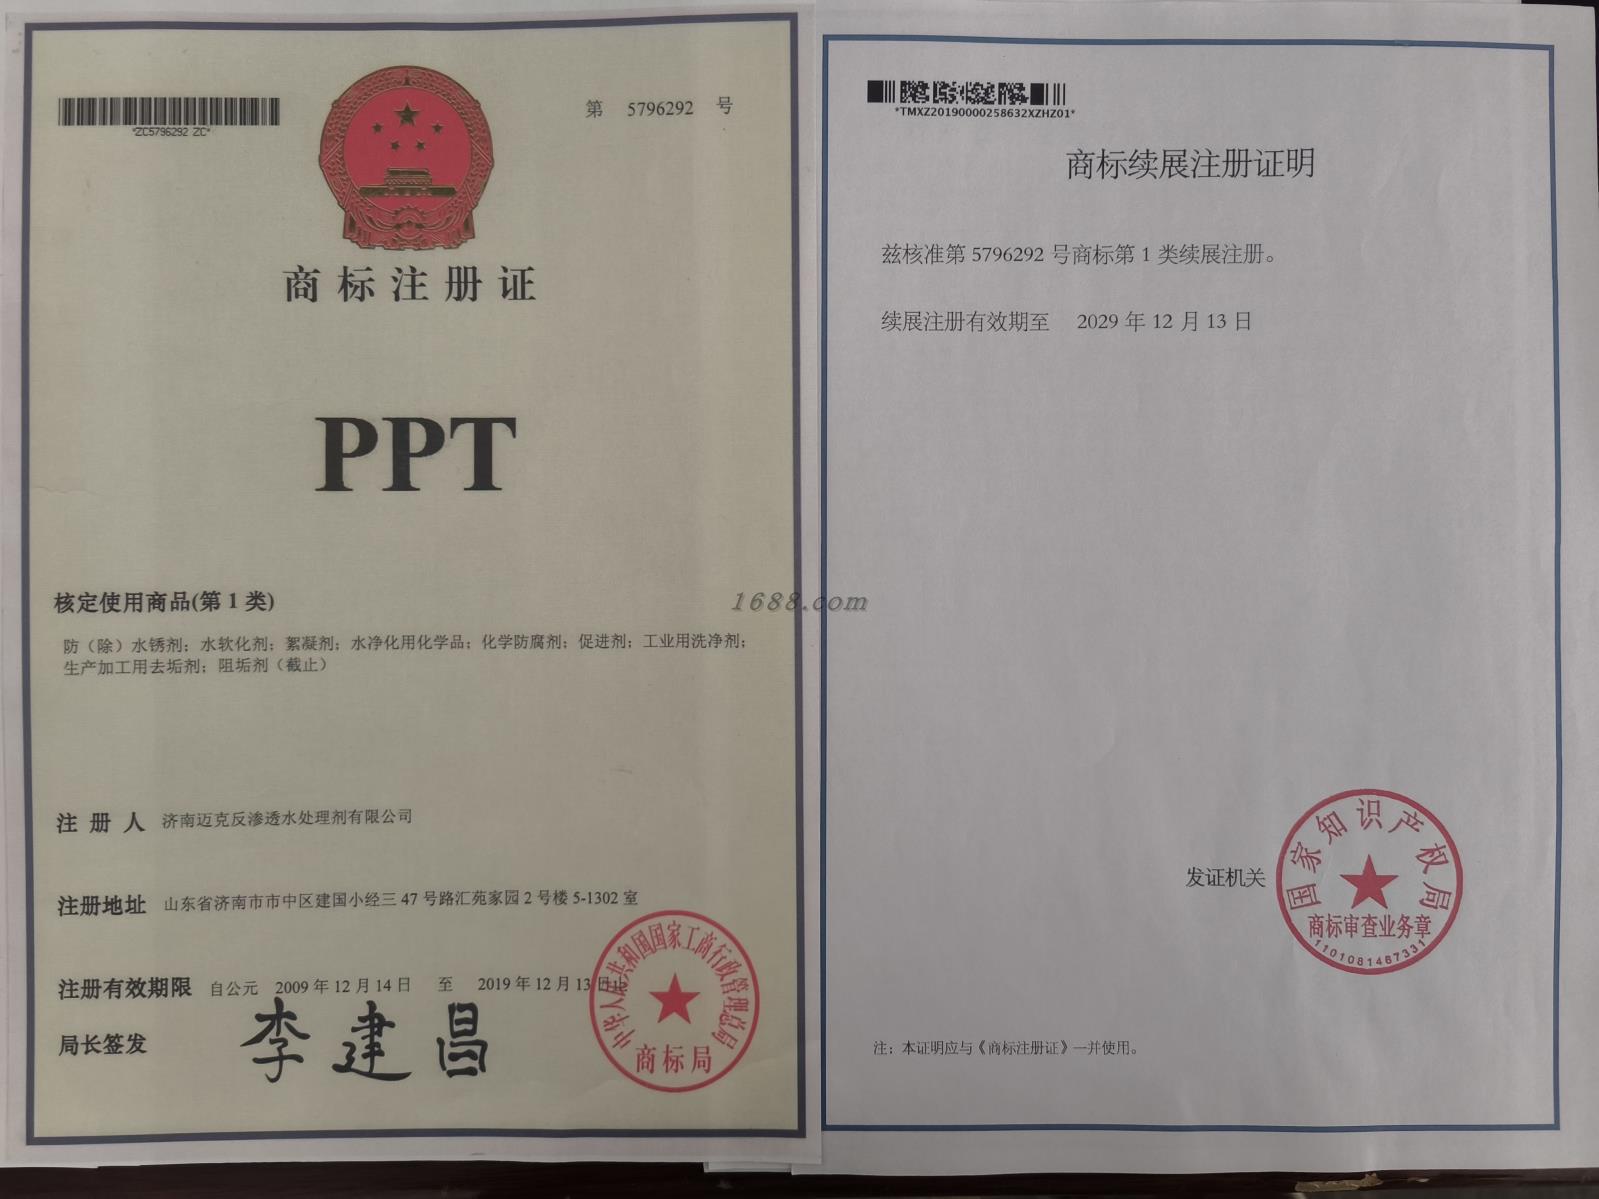 *ZC5796292 ZC*
第 5796292 号
商标注册证
PPT
核定使用商品(第 1 类)
防（除）水锈剂；水软化剂；絮凝剂；水净化用化学品；化学防腐剂；促进剂；工业用洗净剂；
生产加工用去垢剂；阻垢剂（截止）
注册人 济南迈克反渗透水处理剂有限公司
注册地址 山东省济南市市中区建国小经三 47 号路汇苑家园 2 号楼 5-1302 室
注册有效期限 自公元 2009 年 12 月 14 日 至 2019 年 12 月 13 日止
局长签发 李建昌
中华人民共和国国家工商行政管理总局
商标局
1688.com
*TMXZ20190000258632XZHZ01*
商标续展注册证明
兹核准第 5796292 号商标第 1 类续展注册。
续展注册有效期至 2029 年 12 月 13 日
发证机关
国家知识产权局
商标审查业务章
1101081467331
注：本证明应与《商标注册证》一并使用。